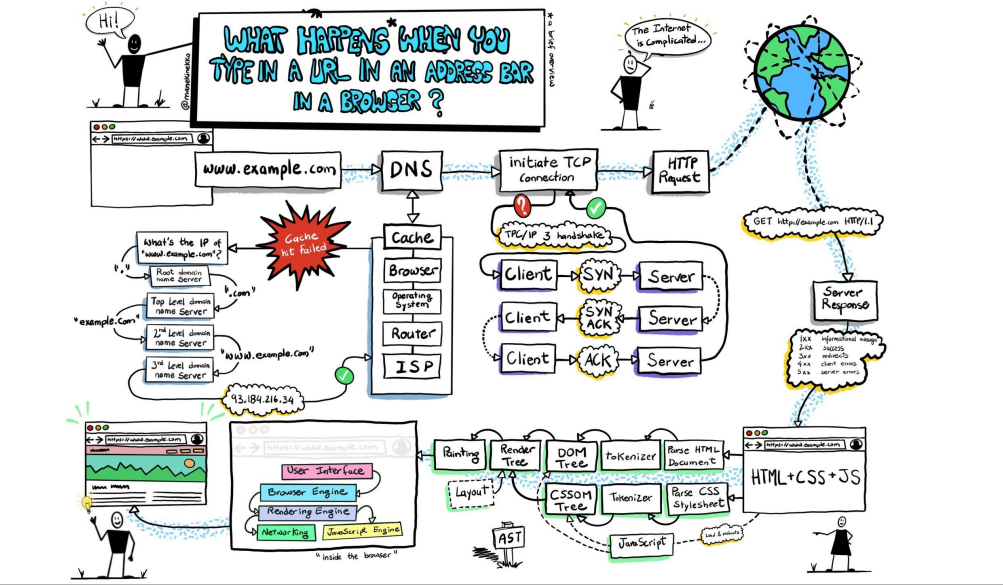 Hi!
WHAT HAPPENS* WHEN YOU
TYPE IN A URL IN AN ADDRESS BAR
IN A BROWSER ?
@manekinekko
* a brief overview
The Internet
is complicated...
https://www.example.com
www.example.com
DNS
initiate TCP
Connection
HTTP
Request
GET http://example.com HTTP/1.1
Server
Response
1xx informational message
2xx success
3xx redirects
4xx client errors
5xx server errors
Cache
Browser
Operating
System
Router
ISP
Cache
hit failed
What's the IP of
"www.example.com"?
"."
Root domain
name Server
".com"
Top Level domain
name Server
"example.com"
2nd Level domain
name Server
"www.example.com"
3rd Level domain
name Server
93.184.216.34
?
TPC/IP 3 handshake
Client
SYN
Server
Client
SYN
ACK
Server
Client
ACK
Server
https://www.example.com
HTML+CSS+JS
Parse HTML
Document
tokenizer
DOM
Tree
Render
Tree
Painting
Layout
Parse CSS
Stylesheet
Tokenizer
CSSOM
Tree
JavaScript
Load & execute
AST
https://www.example.com
User Interface
Browser Engine
Rendering Engine
Networking
JavaScript Engine
"inside the browser"
https://www.example.com